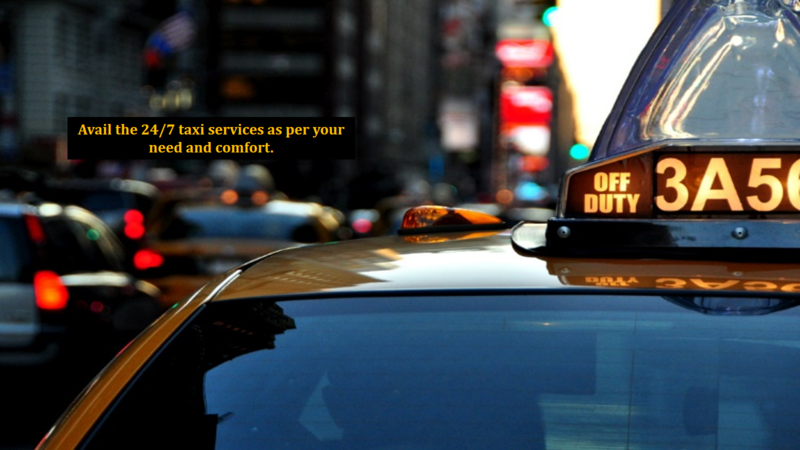 Avail the 24/7 taxi services as per your
need and comfort.
OFF
DUTY
3A56